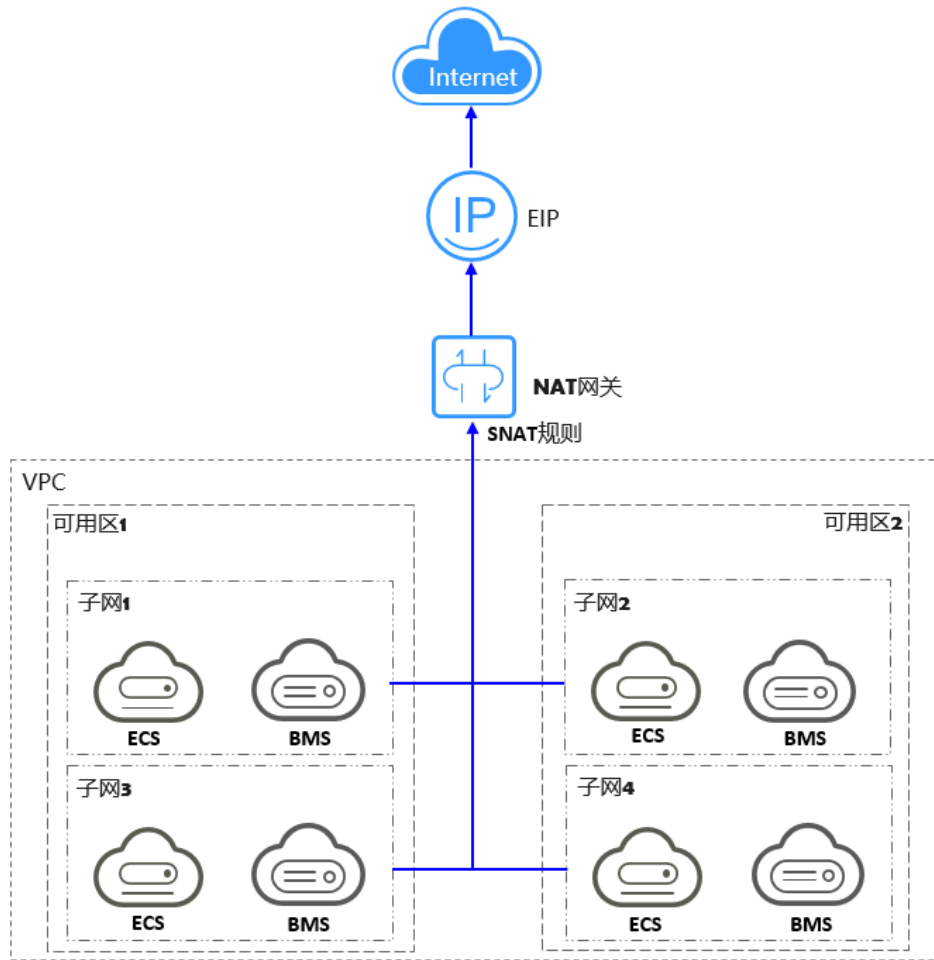 Internet
IP
EIP
NAT网关
SNAT规则
VPC
可用区1
可用区2
子网1
子网2
ECS
BMS
ECS
BMS
子网3
子网4
ECS
BMS
ECS
BMS